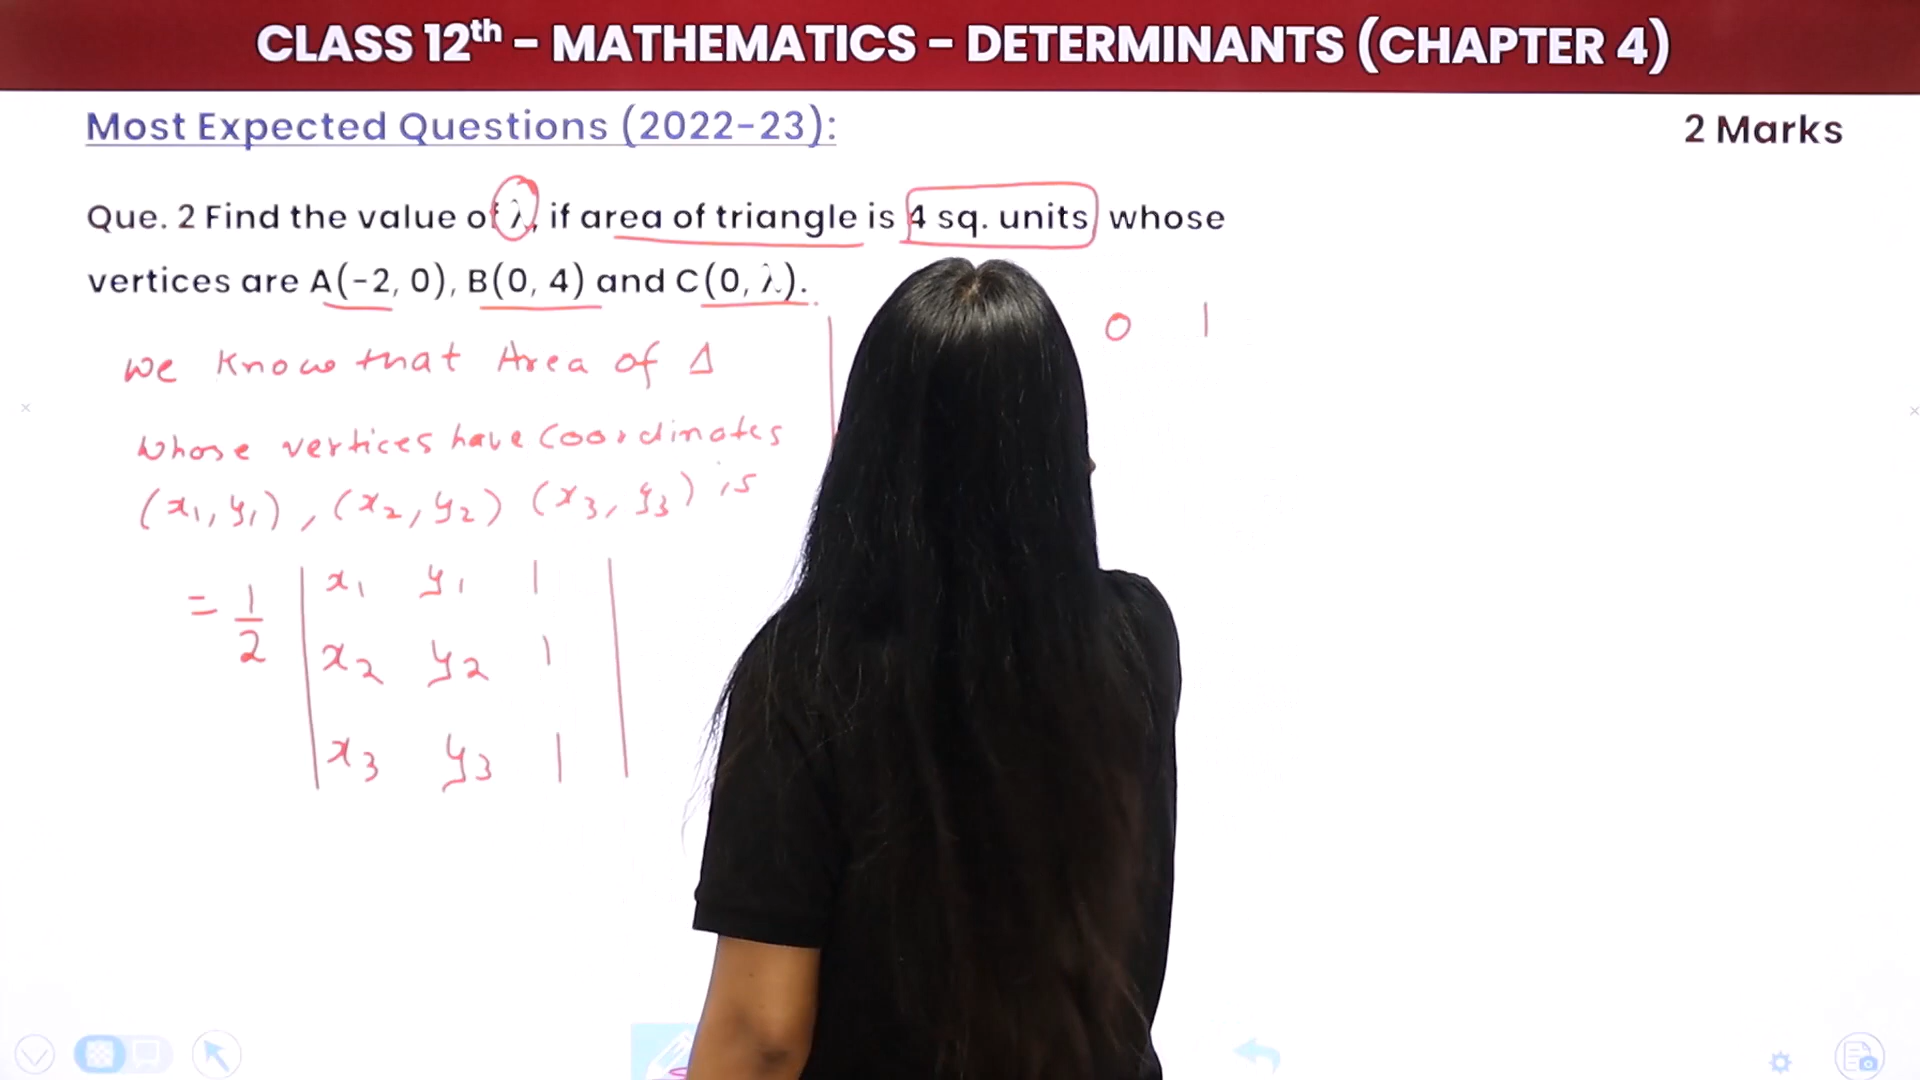 CLASS 12th - MATHEMATICS - DETERMINANTS (CHAPTER 4)
Most Expected Questions (2022-23):
2 Marks
Que. 2 Find the value of λ, if area of triangle is 4 sq. units whose
vertices are A(-2, 0), B(0, 4) and C(0, λ).
0 1
We Know that Area of Δ
whose vertices have Coordinates
(x₁, y₁), (x₂, y₂) (x₃, y₃) is
= 1/2 | x₁ y₁ 1 |
x₂ y₂ 1
x₃ y₃ 1